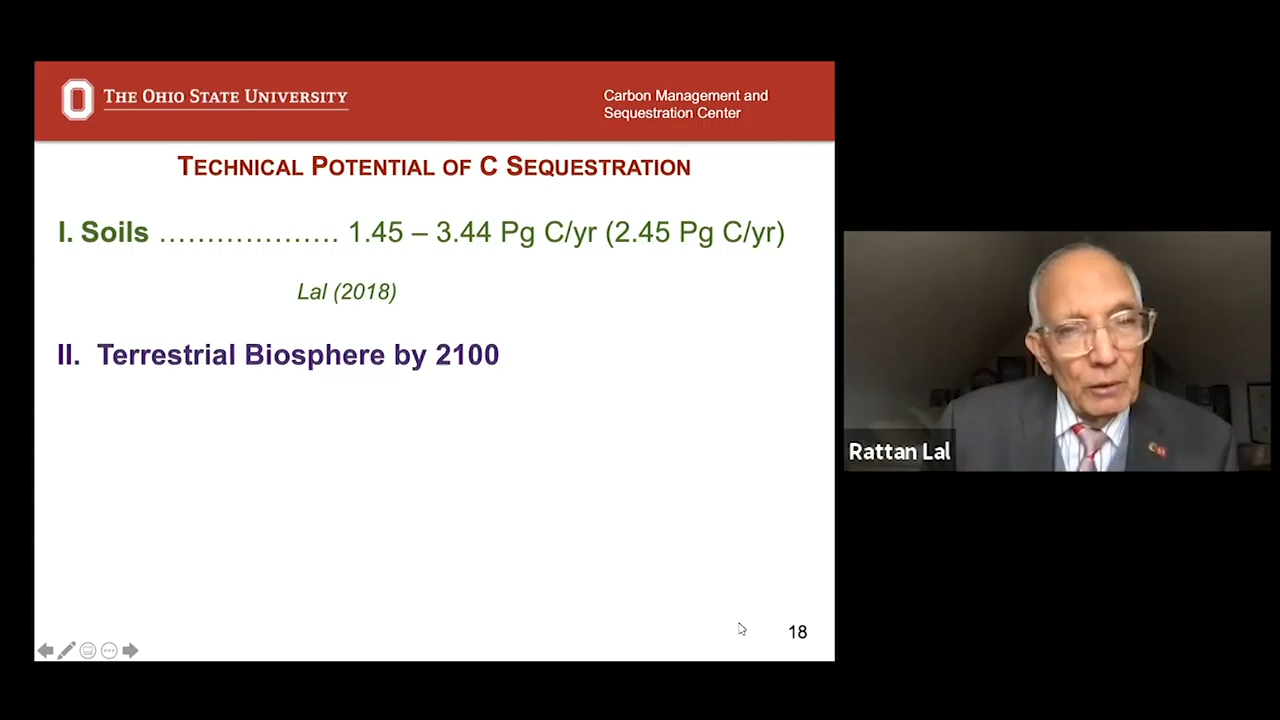 THE OHIO STATE UNIVERSITY
Carbon Management and
Sequestration Center
TECHNICAL POTENTIAL OF C SEQUESTRATION
I. Soils ................... 1.45 – 3.44 Pg C/yr (2.45 Pg C/yr)
Lal (2018)
II. Terrestrial Biosphere by 2100
Rattan Lal
18